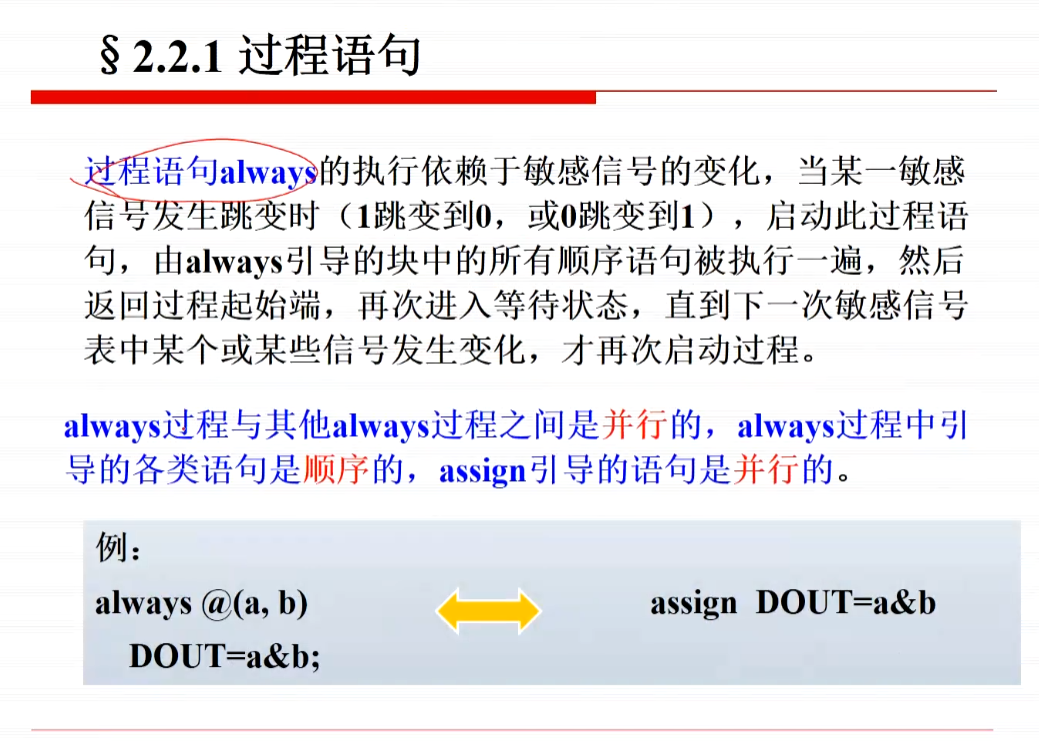 §2.2.1 过程语句
过程语句always的执行依赖于敏感信号的变化，当某一敏感
信号发生跳变时（1跳变到0，或0跳变到1），启动此过程语
句，由always引导的块中的所有顺序语句被执行一遍，然后
返回过程起始端，再次进入等待状态，直到下一次敏感信号
表中某个或某些信号发生变化，才再次启动过程。
always过程与其他always过程之间是并行的，always过程中引
导的各类语句是顺序的，assign引导的语句是并行的。
例：
always @(a, b)
assign DOUT=a&b
DOUT=a&b;